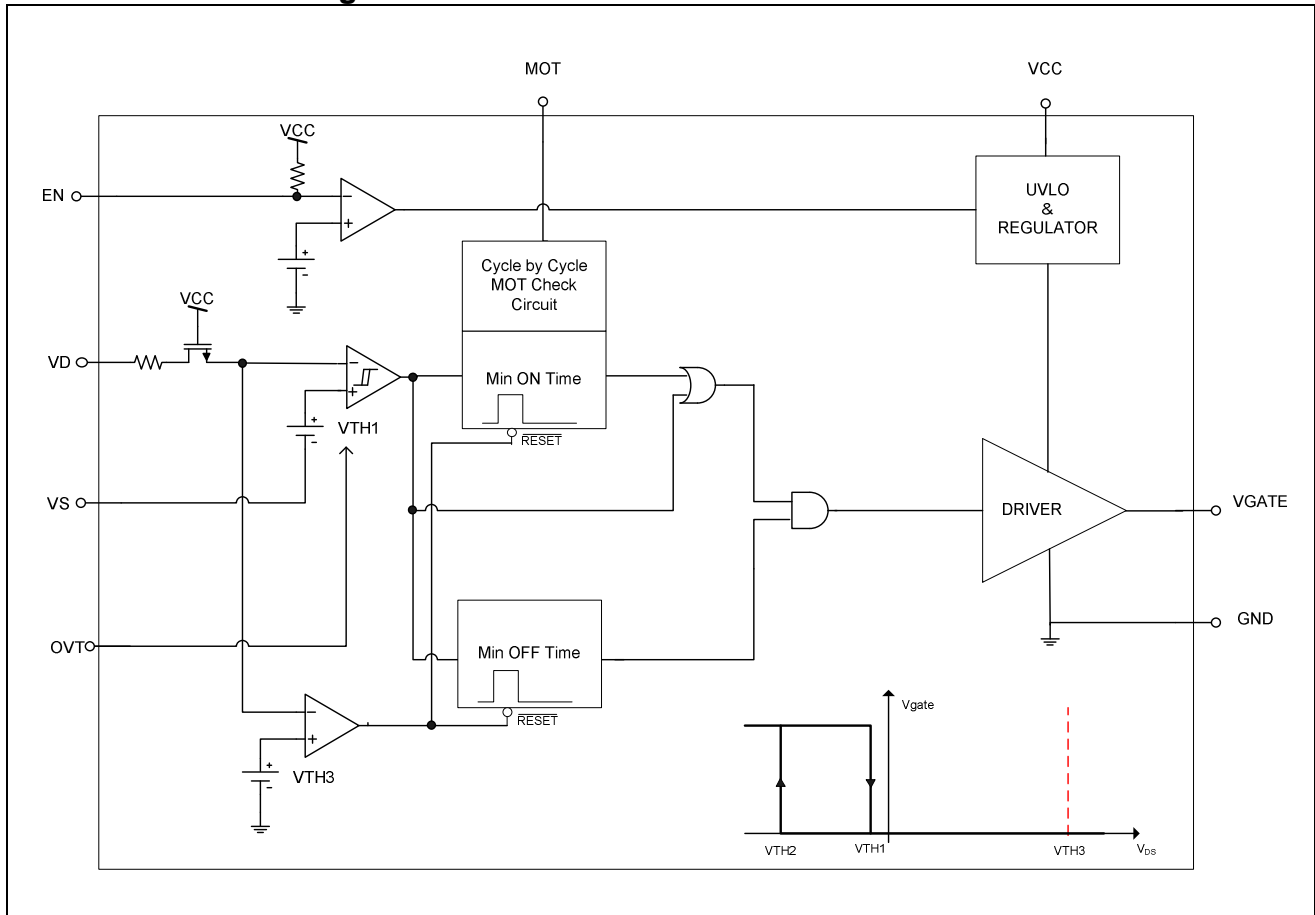 MOT
VCC
VCC
EN
−
+
+
-
UVLO
&
REGULATOR
Cycle by Cycle
MOT Check
Circuit
VCC
VD
−
+
+
-
VTH1
Min ON Time
RESET
VS
DRIVER
VGATE
GND
OVT
Min OFF Time
RESET
−
+
+
-
VTH3
Vgate
VTH2
VTH1
VTH3
VDS